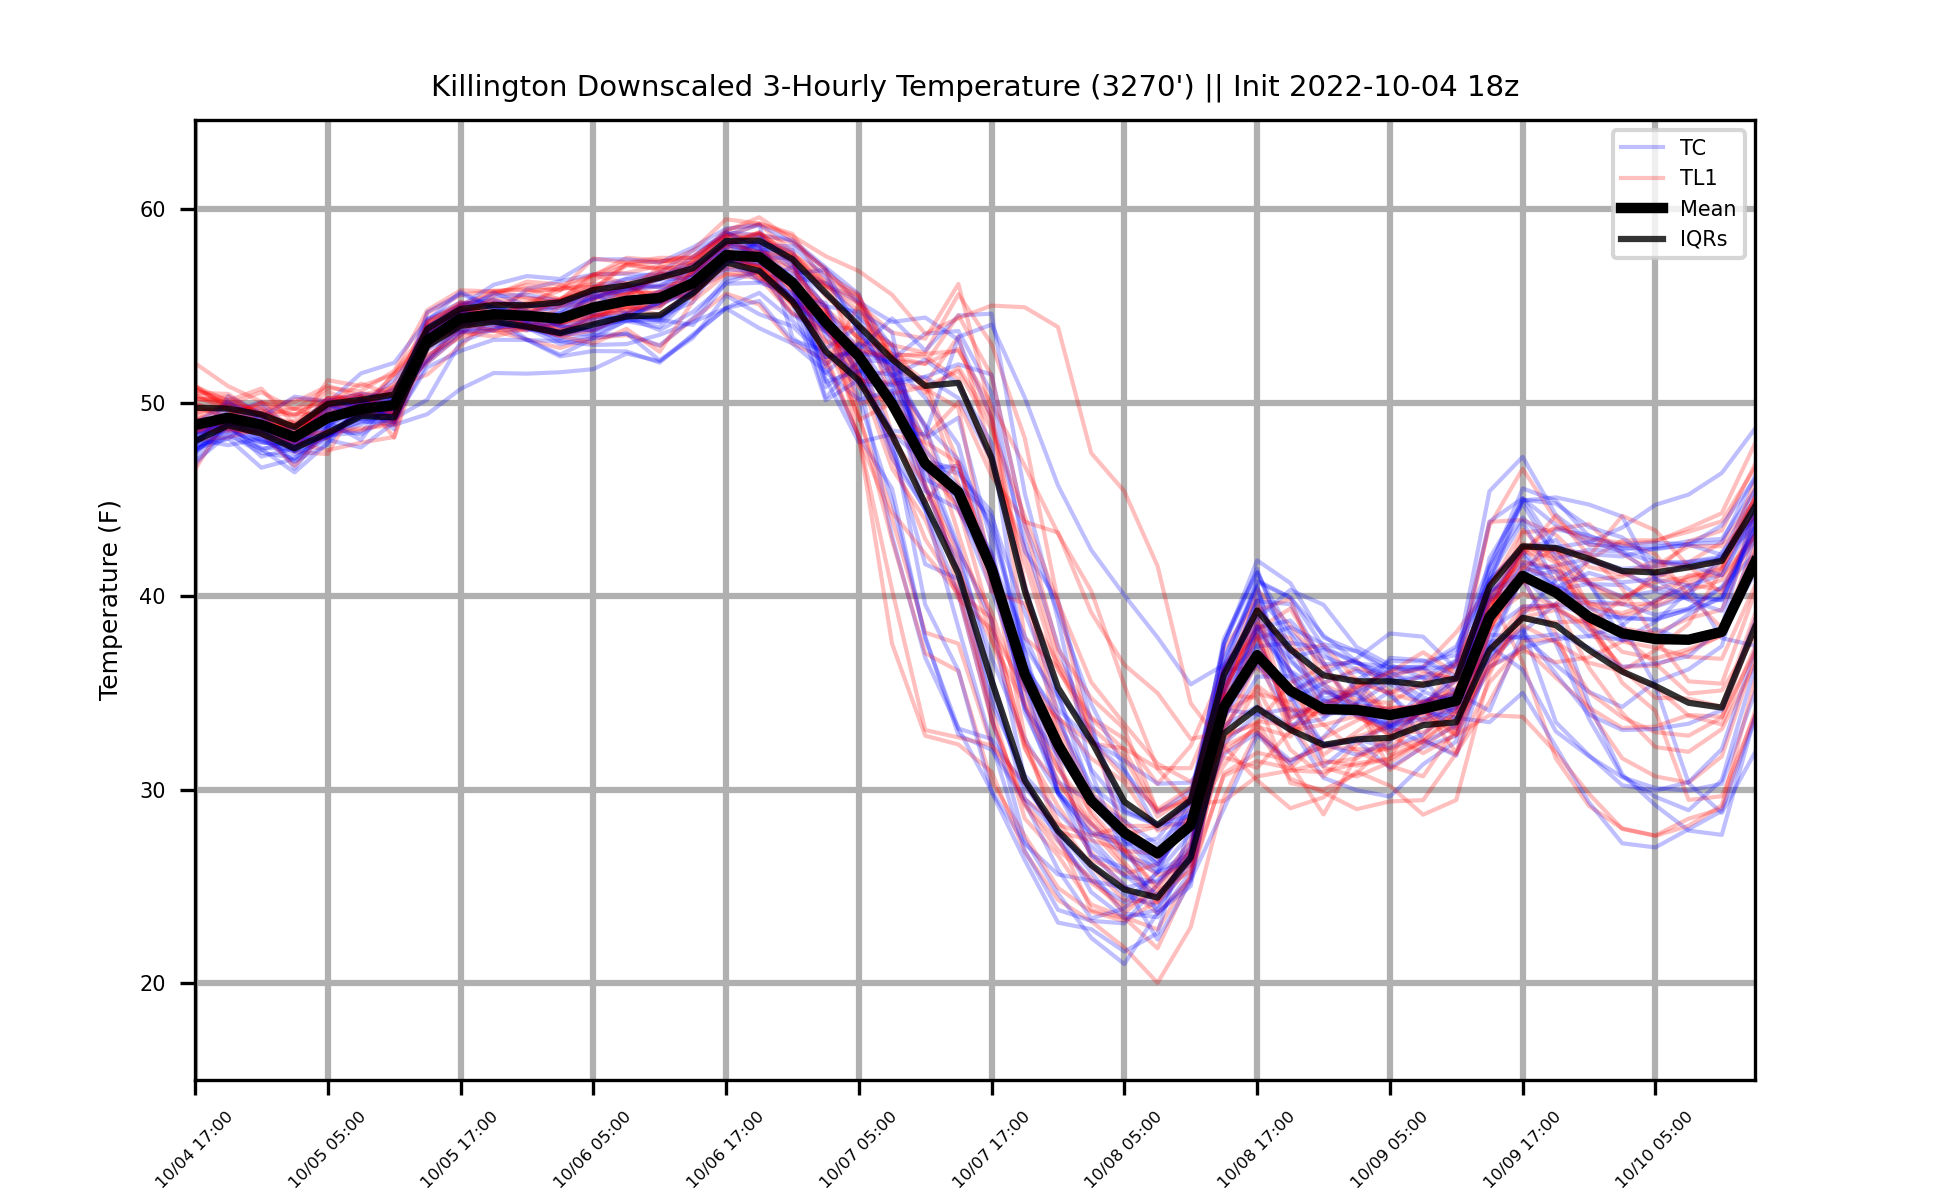 Killington Downscaled 3-Hourly Temperature (3270') || Init 2022-10-04 18z
TC
TL1
Mean
IQRs
Temperature (F)
60
50
40
30
20
10/04 17:00
10/05 05:00
10/05 17:00
10/06 05:00
10/06 17:00
10/07 05:00
10/07 17:00
10/08 05:00
10/08 17:00
10/09 05:00
10/09 17:00
10/10 05:00